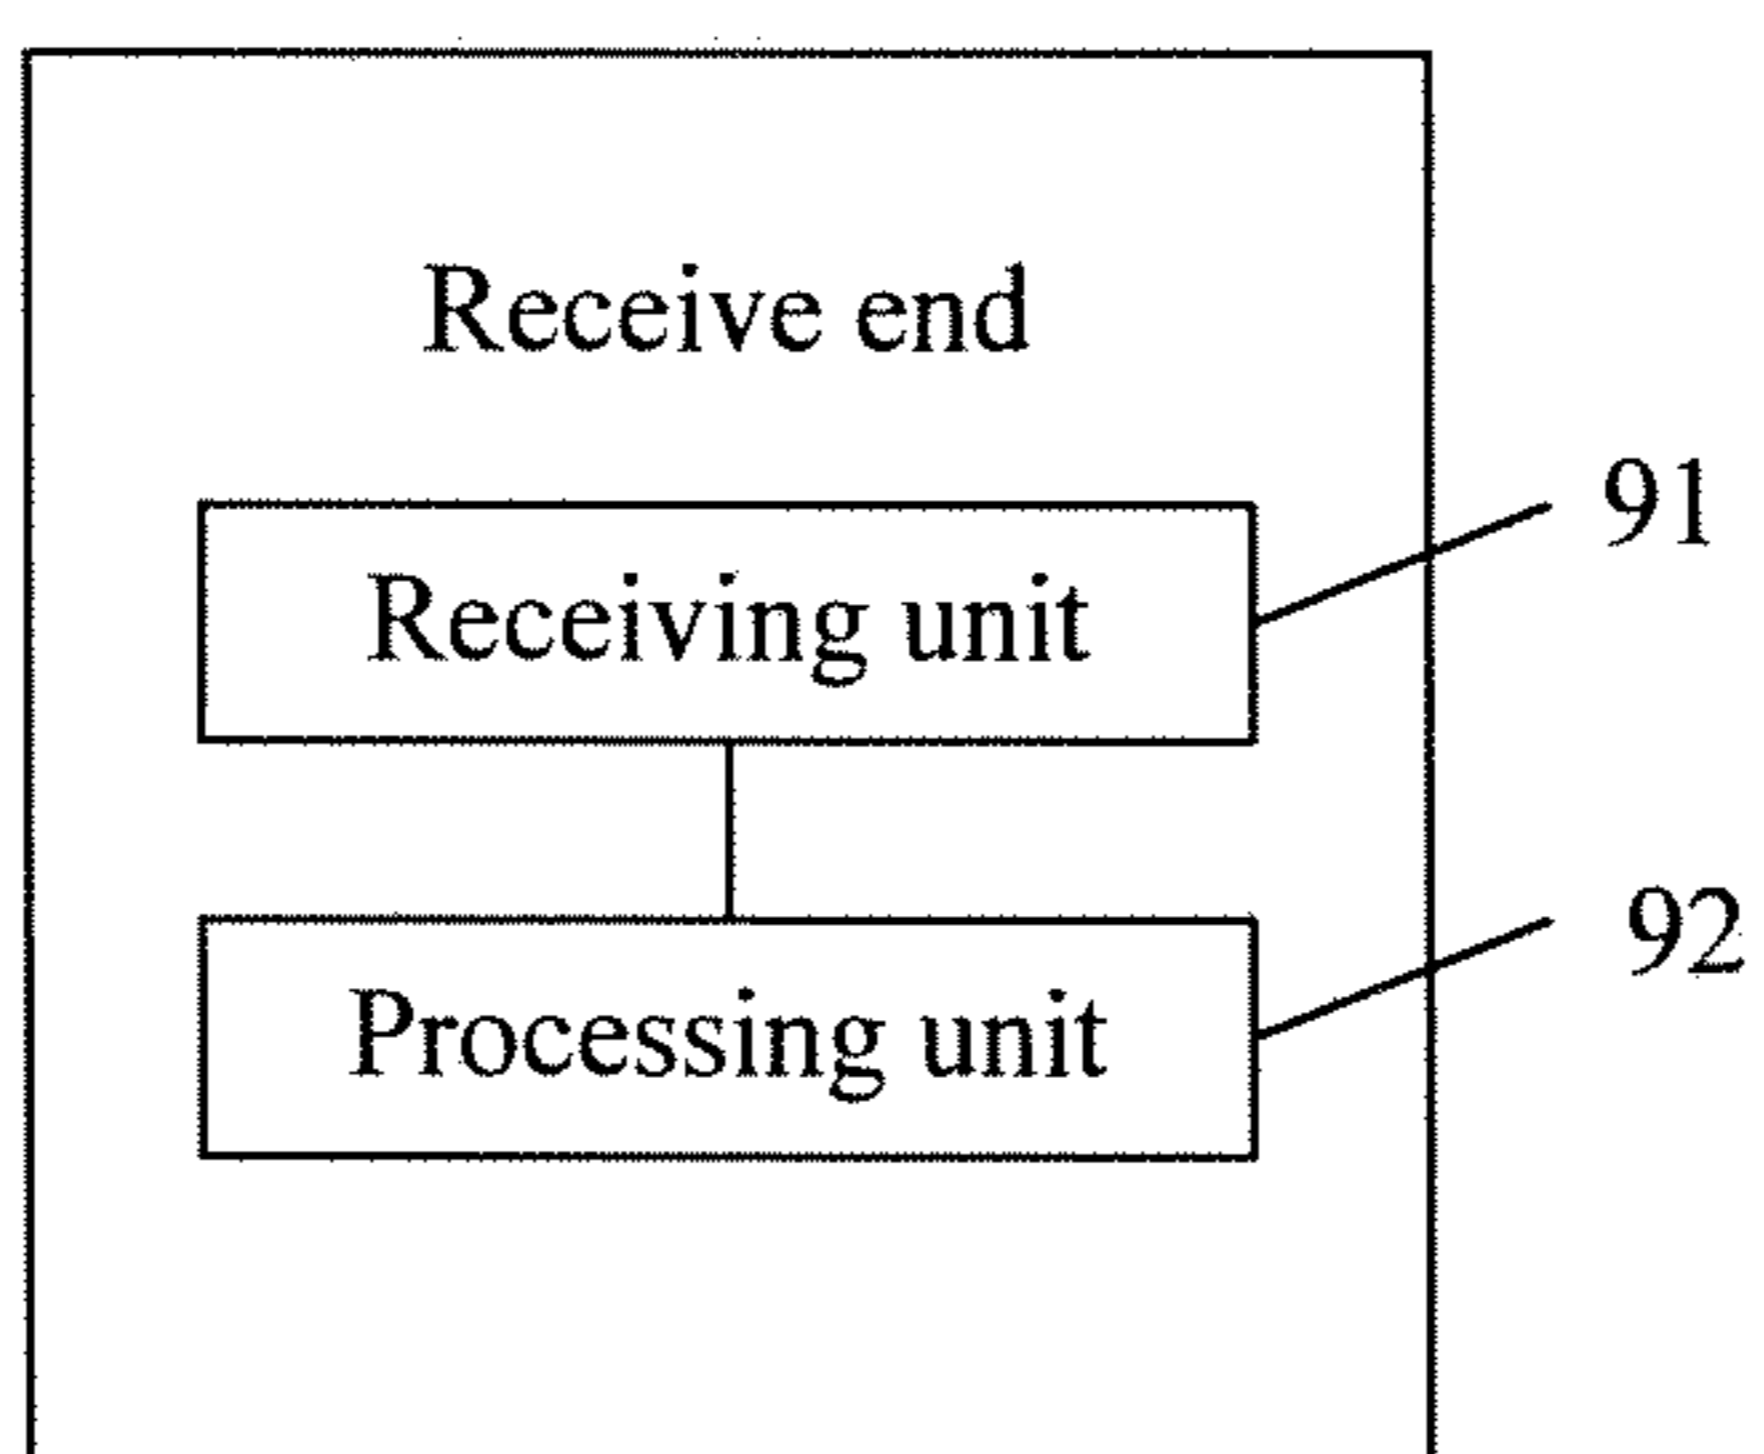 Receive end
91
Receiving unit
92
Processing unit